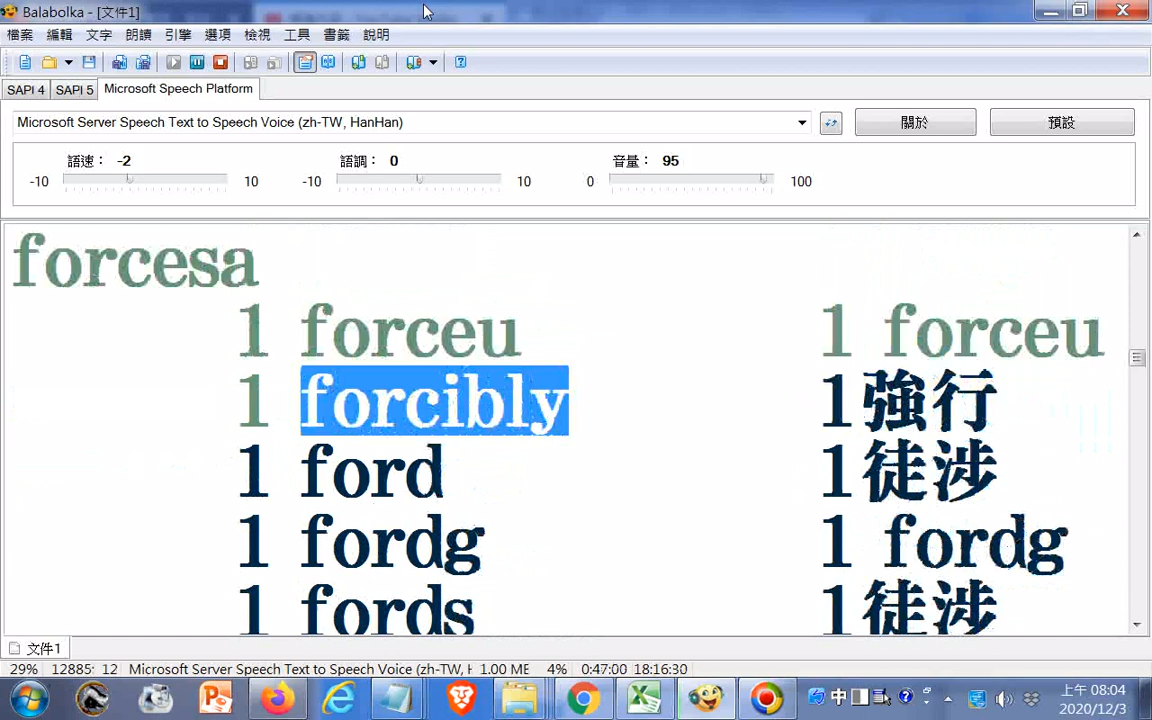 Balabolka - [文件1]
檔案 編輯 文字 朗讀 引擎 選項 檢視 工具 書籤 說明
SAPI 4 SAPI 5 Microsoft Speech Platform
Microsoft Server Speech Text to Speech Voice (zh-TW, HanHan) 關於 預設
語速： -2 語調： 0 音量： 95
-10 10 -10 10 0 100
forcesa
1 forceu 1 forceu
1 forcibly 1強行
1 ford 1徒涉
1 fordg 1 fordg
1 fords 1徒涉
文件1
29% 12885: 12 Microsoft Server Speech Text to Speech Voice (zh-TW, H 1.00 ME 4% 0:47:00 18:16:30
中 上午 08:04
2020/12/3